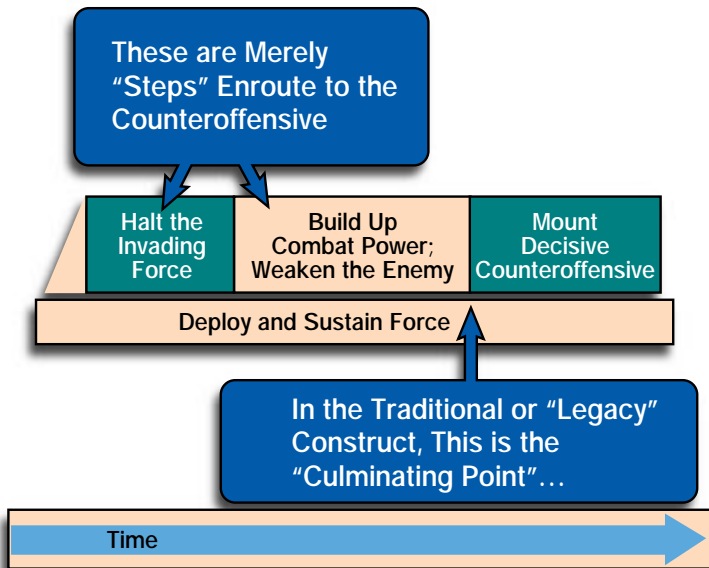 These are Merely
“Steps” Enroute to the
Counteroffensive
Halt the
Invading
Force
Build Up
Combat Power;
Weaken the Enemy
Mount
Decisive
Counteroffensive
Deploy and Sustain Force
In the Traditional or “Legacy”
Construct, This is the
“Culminating Point”…
Time